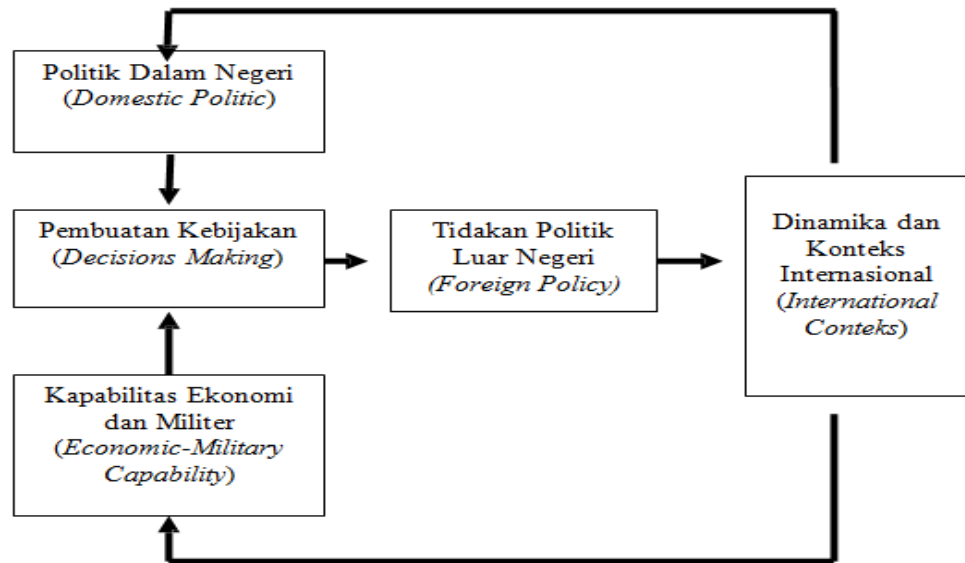 Politik Dalam Negeri
(Domestic Politic)
Pembuatan Kebijakan
(Decisions Making)
Tidakan Politik
Luar Negeri
(Foreign Policy)
Dinamika dan
Konteks
Internasional
(International
Conteks)
Kapabilitas Ekonomi
dan Militer
(Economic-Military
Capability)